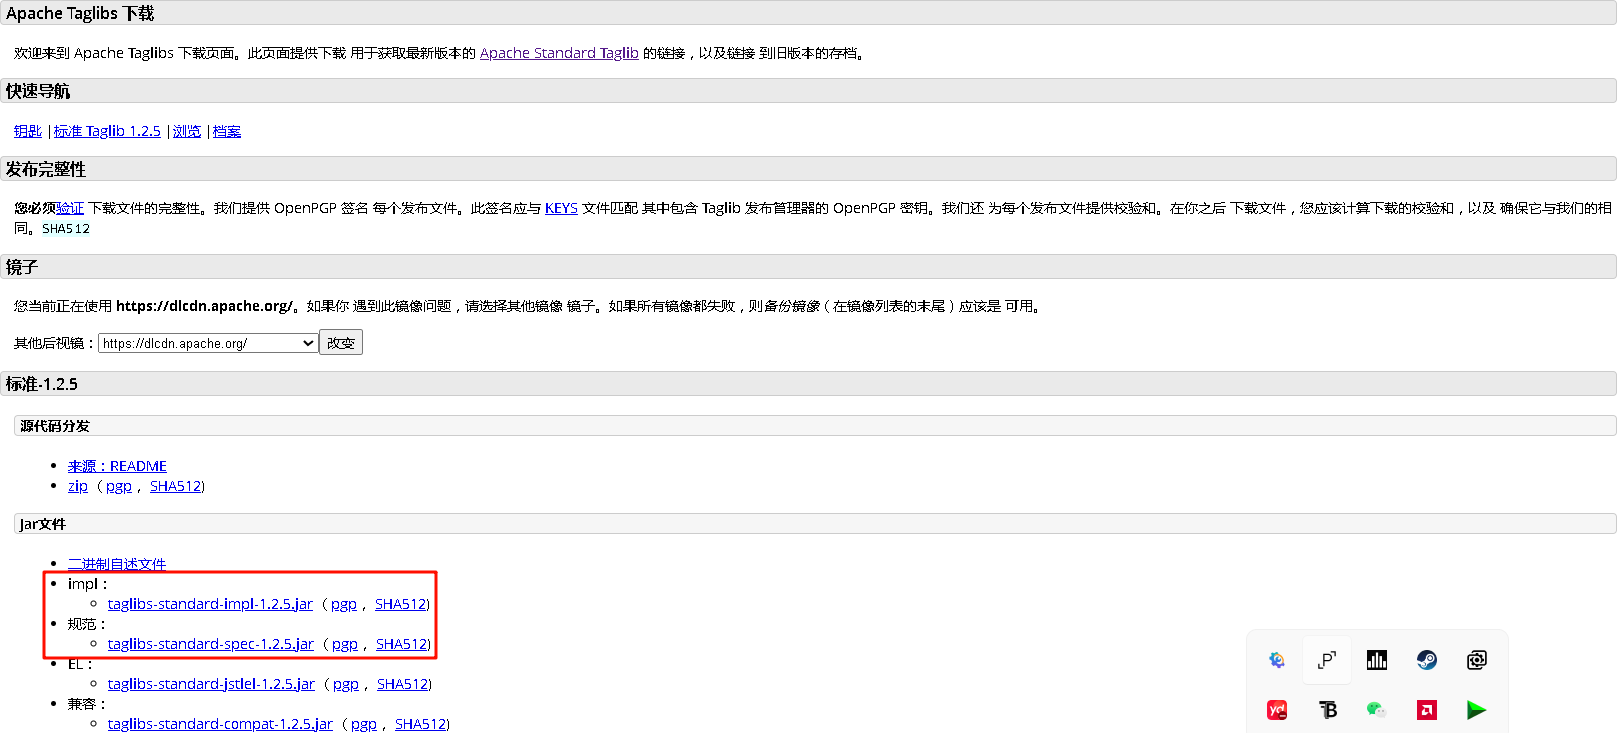 Apache Taglibs 下载
欢迎来到 Apache Taglibs 下载页面。此页面提供下载 用于获取最新版本的 Apache Standard Taglib 的链接，以及链接 到旧版本的存档。
快速导航
钥匙 |标准 Taglib 1.2.5 |浏览 |档案
发布完整性
您必须验证 下载文件的完整性。我们提供 OpenPGP 签名 每个发布文件。此签名应与 KEYS 文件匹配 其中包含 Taglib 发布管理器的 OpenPGP 密钥。我们还 为每个发布文件提供校验和。在你之后 下载文件，您应该计算下载的校验和，以及 确保它与我们的相
同。SHA512
镜子
您当前正在使用 https://dlcdn.apache.org/。如果你 遇到此镜像问题，请选择其他镜像 镜子。如果所有镜像都失败，则备份镜像（在镜像列表的末尾）应该是 可用。
其他后视镜：https://dlcdn.apache.org/ 改变
标准-1.2.5
源代码分发
来源：README
zip （pgp， SHA512)
Jar文件
二进制自述文件
impl：
taglibs-standard-impl-1.2.5.jar （pgp， SHA512)
规范：
taglibs-standard-spec-1.2.5.jar （pgp， SHA512)
EL：
taglibs-standard-jstlel-1.2.5.jar （pgp， SHA512)
兼容：
taglibs-standard-compat-1.2.5.jar （pgp， SHA512)
yd